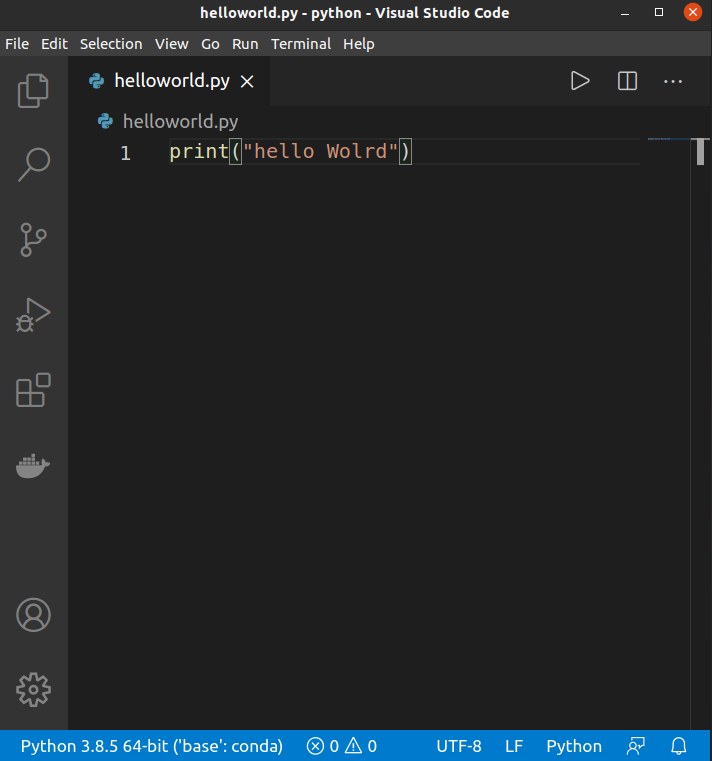 helloworld.py - python - Visual Studio Code
File Edit Selection View Go Run Terminal Help
helloworld.py
helloworld.py
1 print("hello Wolrd")
Python 3.8.5 64-bit ('base': conda) 0 0 UTF-8 LF Python